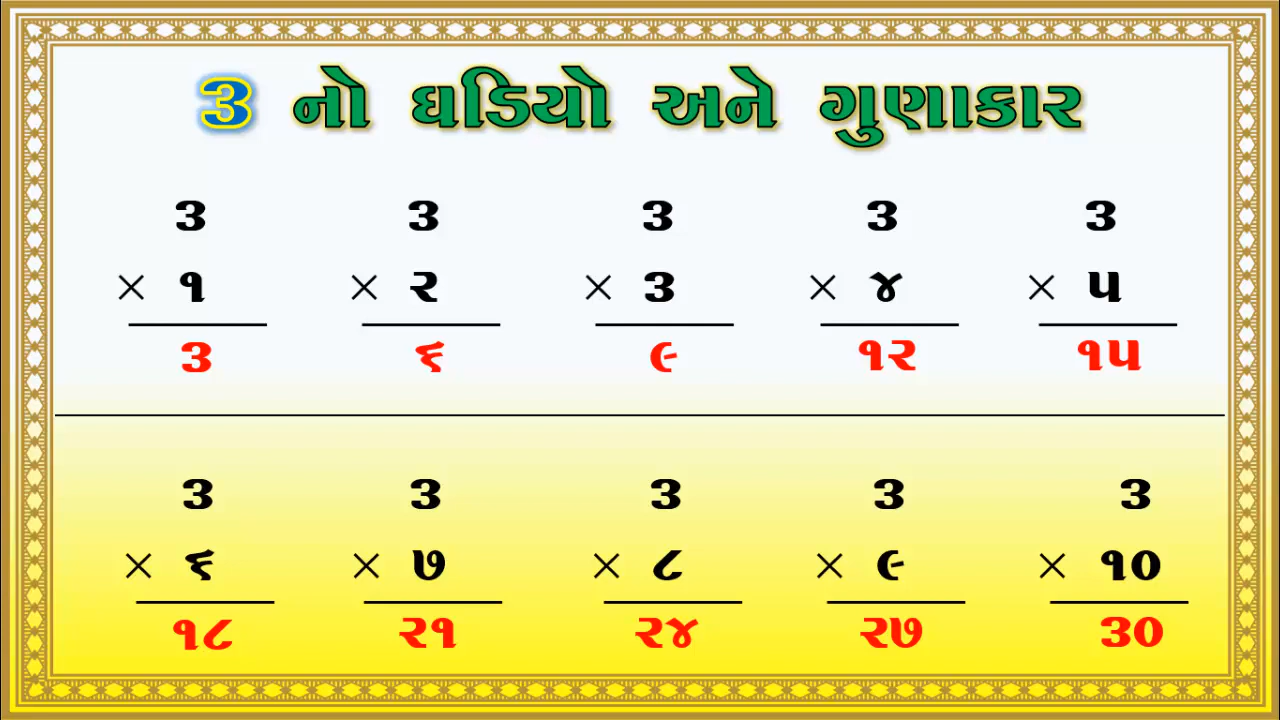 ૩ નો ઘડિયો અને ગુણાકાર
૩ ૩ ૩ ૩ ૩
× ૧ × ૨ × ૩ × ૪ × ૫
૩ ૬ ૯ ૧૨ ૧૫
૩ ૩ ૩ ૩ ૩
× ૬ × ૭ × ૮ × ૯ × ૧૦
૧૮ ૨૧ ૨૪ ૨૭ ૩૦